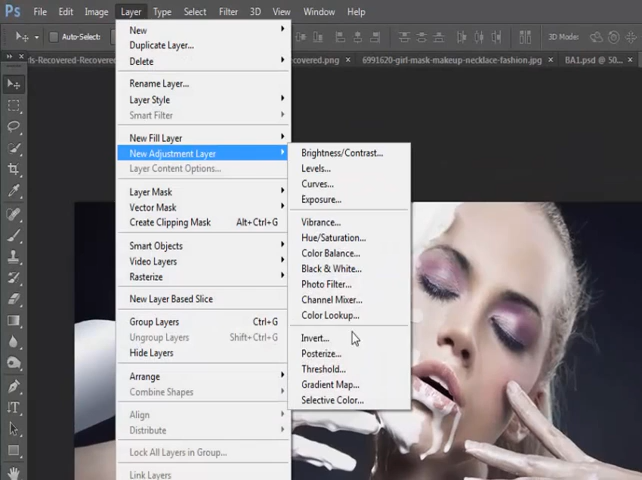 Ps File Edit Image Layer Type Select Filter 3D View Window Help
Auto-Select: 3D Mode:
ds-Recovered-Recove
overed.png × 6991620-girl-mask-makeup-necklace-fashion.jpg × BA1.psd @ 50...
New
Duplicate Layer...
Delete
Rename Layer...
Layer Style
Smart Filter
New Fill Layer
New Adjustment Layer
Layer Content Options...
Layer Mask
Vector Mask
Create Clipping Mask Alt+Ctrl+G
Smart Objects
Video Layers
Rasterize
New Layer Based Slice
Group Layers Ctrl+G
Ungroup Layers Shift+Ctrl+G
Hide Layers
Arrange
Combine Shapes
Align
Distribute
Lock All Layers in Group...
Link Layers
Brightness/Contrast...
Levels...
Curves...
Exposure...
Vibrance...
Hue/Saturation...
Color Balance...
Black & White...
Photo Filter...
Channel Mixer...
Color Lookup...
Invert...
Posterize...
Threshold...
Gradient Map...
Selective Color...